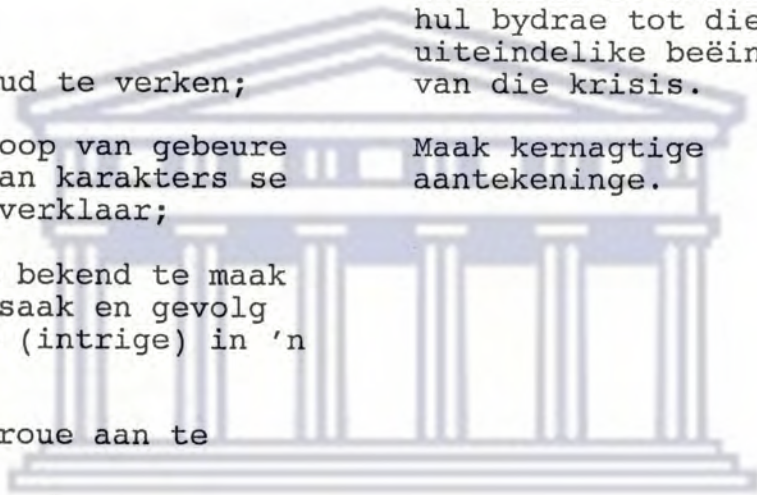 ud te verken;
oop van gebeure
an karakters se
verklaar;
bekend te maak
saak en gevolg
(intrige) in 'n
roue aan te
hul bydrae tot die
uiteindelike beëin
van die krisis.
Maak kernagtige
aantekeninge.